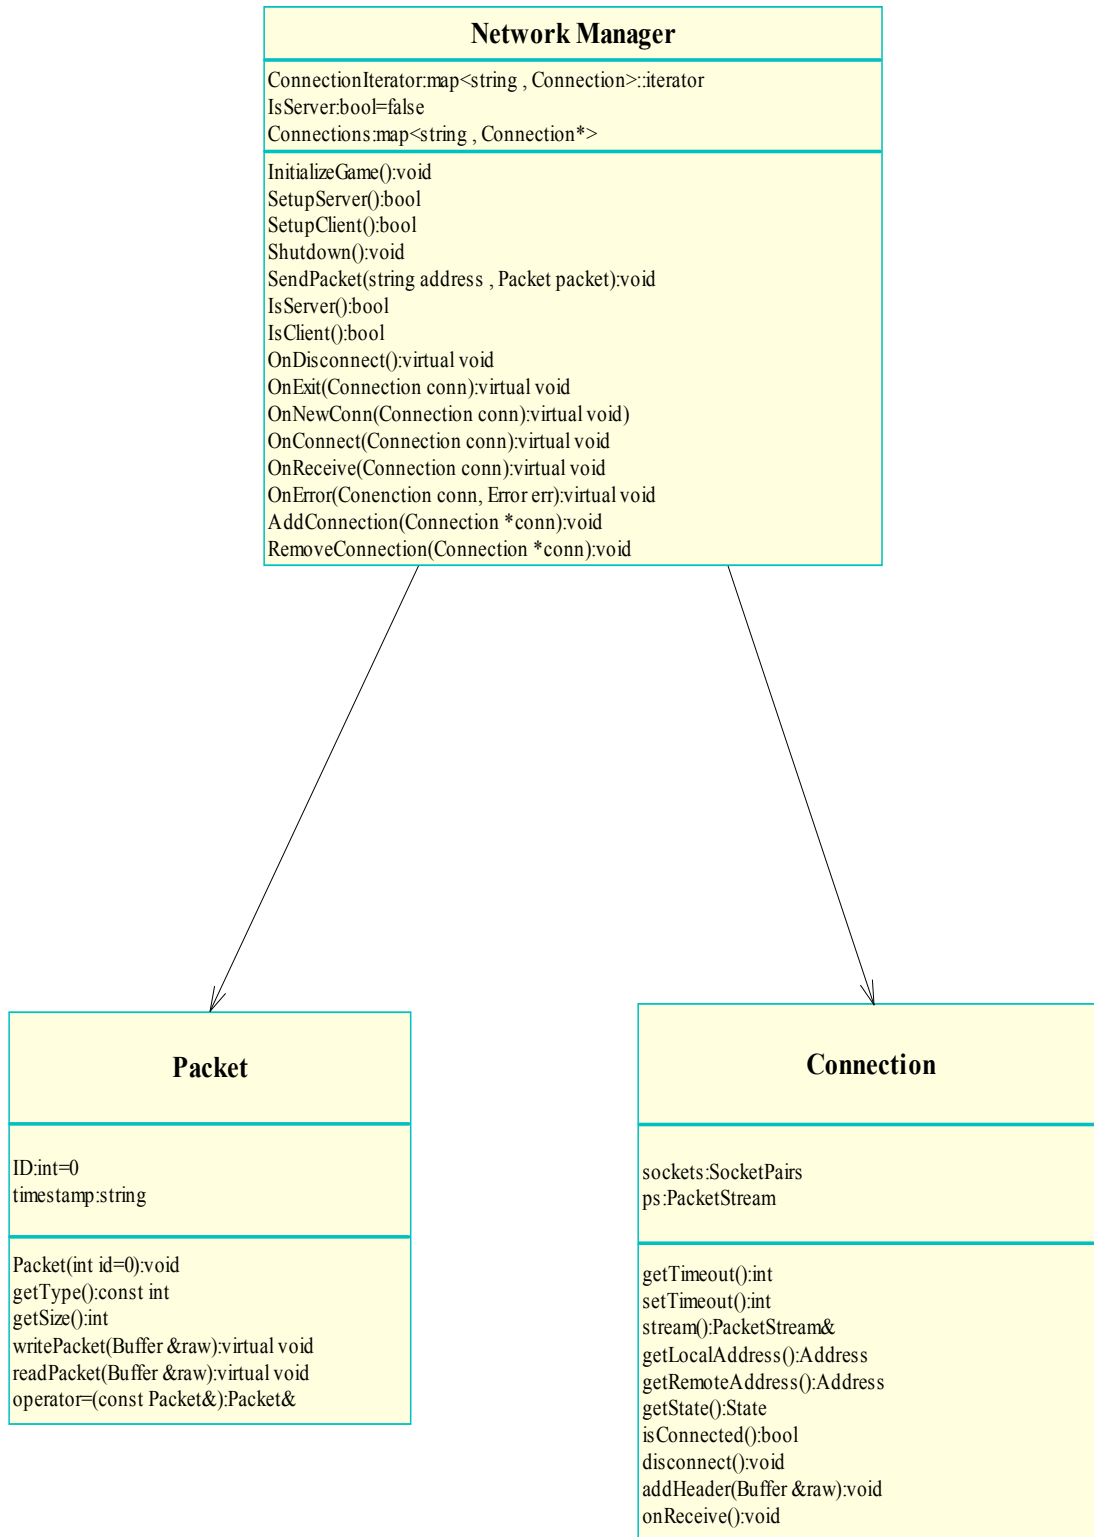 Network Manager
ConnectionIterator:map<string , Connection>::iterator
IsServer:bool=false
Connections:map<string , Connection*>
InitializeGame():void
SetupServer():bool
SetupClient():bool
Shutdown():void
SendPacket(string address , Packet packet):void
IsServer():bool
IsClient():bool
OnDisconnect():virtual void
OnExit(Connection conn):virtual void
OnNewConn(Connection conn):virtual void)
OnConnect(Connection conn):virtual void
OnReceive(Connection conn):virtual void
OnError(Conenction conn, Error err):virtual void
AddConnection(Connection *conn):void
RemoveConnection(Connection *conn):void
Packet
ID:int=0
timestamp:string
Packet(int id=0):void
getType():const int
getSize():int
writePacket(Buffer &raw):virtual void
readPacket(Buffer &raw):virtual void
operator=(const Packet&):Packet&
Connection
sockets:SocketPairs
ps:PacketStream
getTimeout():int
setTimeout():int
stream():PacketStream&
getLocalAddress():Address
getRemoteAddress():Address
getState():State
isConnected():bool
disconnect():void
addHeader(Buffer &raw):void
onReceive():void